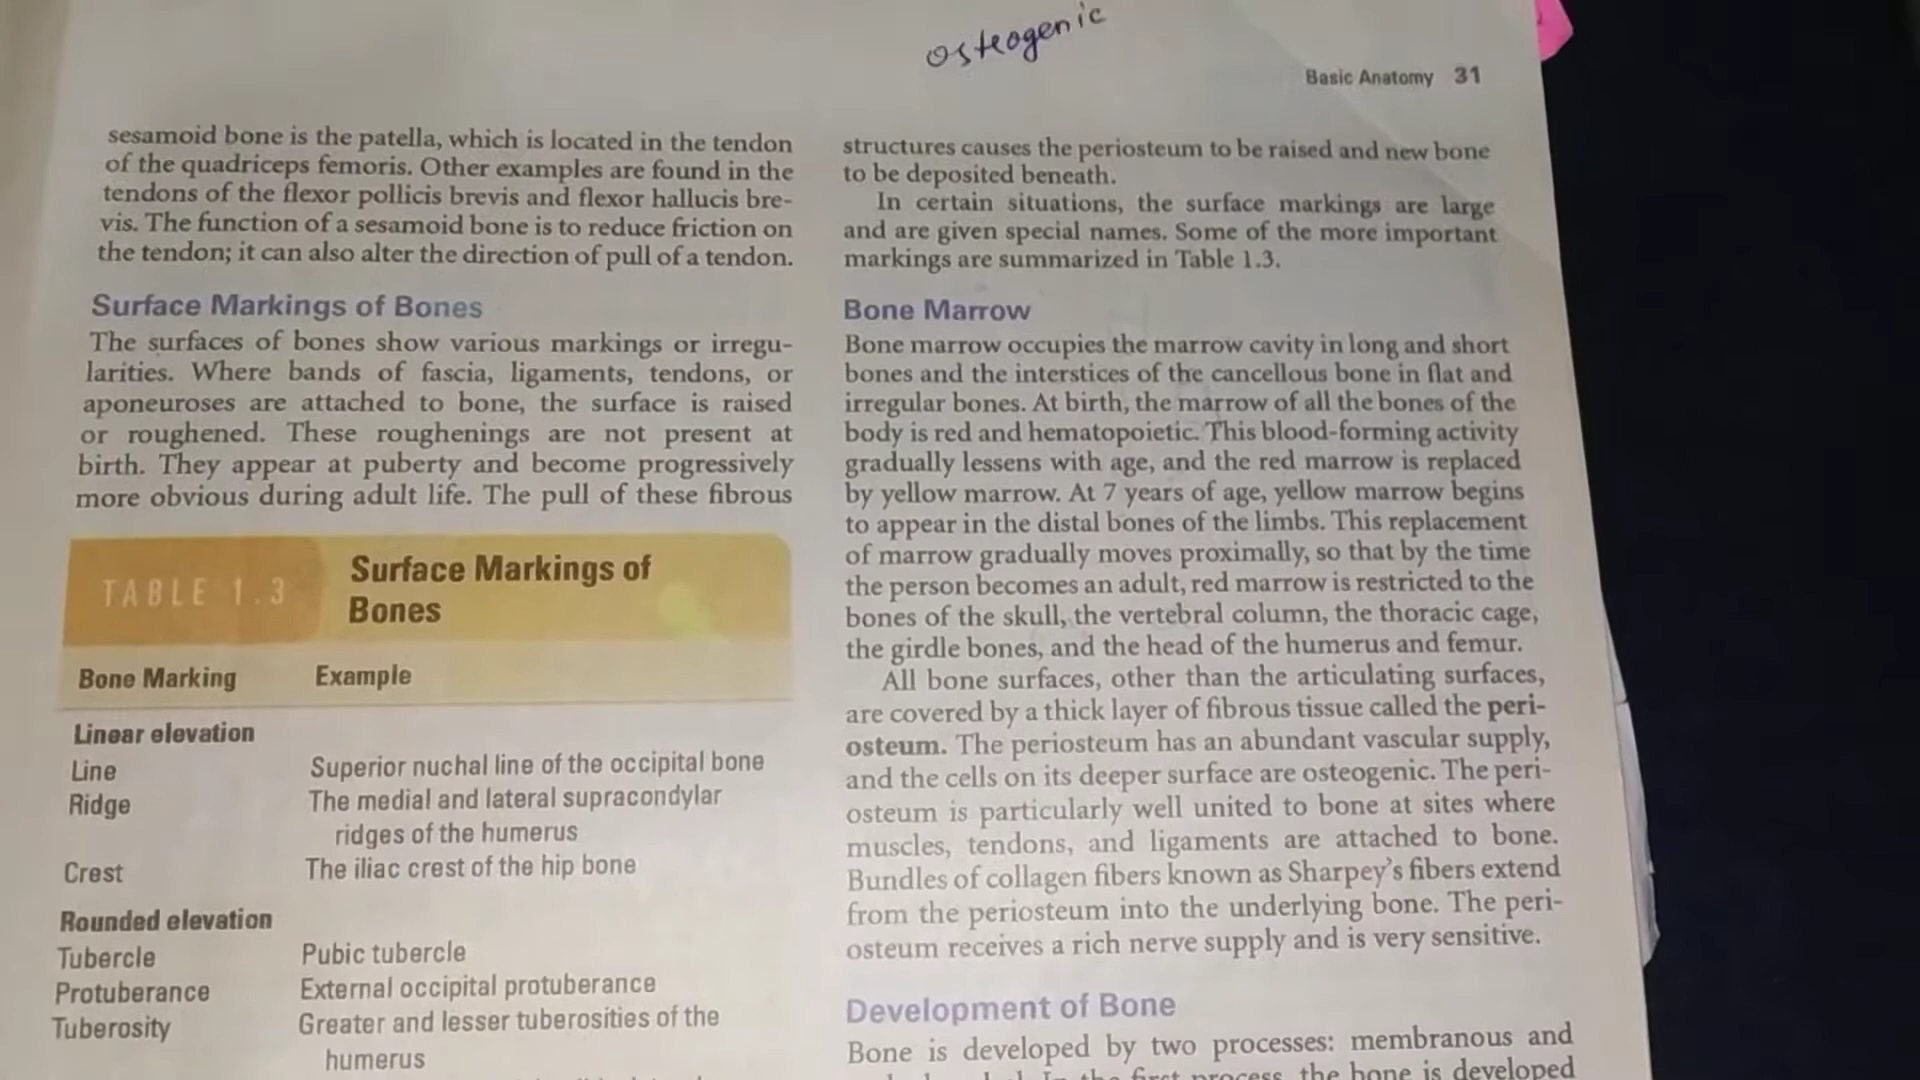 osteogenic
Basic Anatomy 31
sesamoid bone is the patella, which is located in the tendon
of the quadriceps femoris. Other examples are found in the
tendons of the flexor pollicis brevis and flexor hallucis bre-
vis. The function of a sesamoid bone is to reduce friction on
the tendon; it can also alter the direction of pull of a tendon.
Surface Markings of Bones
The surfaces of bones show various markings or irregu-
larities. Where bands of fascia, ligaments, tendons, or
aponeuroses are attached to bone, the surface is raised
or roughened. These roughenings are not present at
birth. They appear at puberty and become progressively
more obvious during adult life. The pull of these fibrous
TABLE 1.3
Surface Markings of
Bones
Bone Marking Example
Linear elevation
Line Superior nuchal line of the occipital bone
Ridge The medial and lateral supracondylar
ridges of the humerus
Crest The iliac crest of the hip bone
Rounded elevation
Tubercle Pubic tubercle
Protuberance External occipital protuberance
Tuberosity Greater and lesser tuberosities of the
humerus
structures causes the periosteum to be raised and new bone
to be deposited beneath.
In certain situations, the surface markings are large
and are given special names. Some of the more important
markings are summarized in Table 1.3.
Bone Marrow
Bone marrow occupies the marrow cavity in long and short
bones and the interstices of the cancellous bone in flat and
irregular bones. At birth, the marrow of all the bones of the
body is red and hematopoietic. This blood-forming activity
gradually lessens with age, and the red marrow is replaced
by yellow marrow. At 7 years of age, yellow marrow begins
to appear in the distal bones of the limbs. This replacement
of marrow gradually moves proximally, so that by the time
the person becomes an adult, red marrow is restricted to the
bones of the skull, the vertebral column, the thoracic cage,
the girdle bones, and the head of the humerus and femur.
All bone surfaces, other than the articulating surfaces,
are covered by a thick layer of fibrous tissue called the peri-
osteum. The periosteum has an abundant vascular supply,
and the cells on its deeper surface are osteogenic. The peri-
osteum is particularly well united to bone at sites where
muscles, tendons, and ligaments are attached to bone.
Bundles of collagen fibers known as Sharpey's fibers extend
from the periosteum into the underlying bone. The peri-
osteum receives a rich nerve supply and is very sensitive.
Development of Bone
Bone is developed by two processes: membranous and
In the first process, the bone is developed